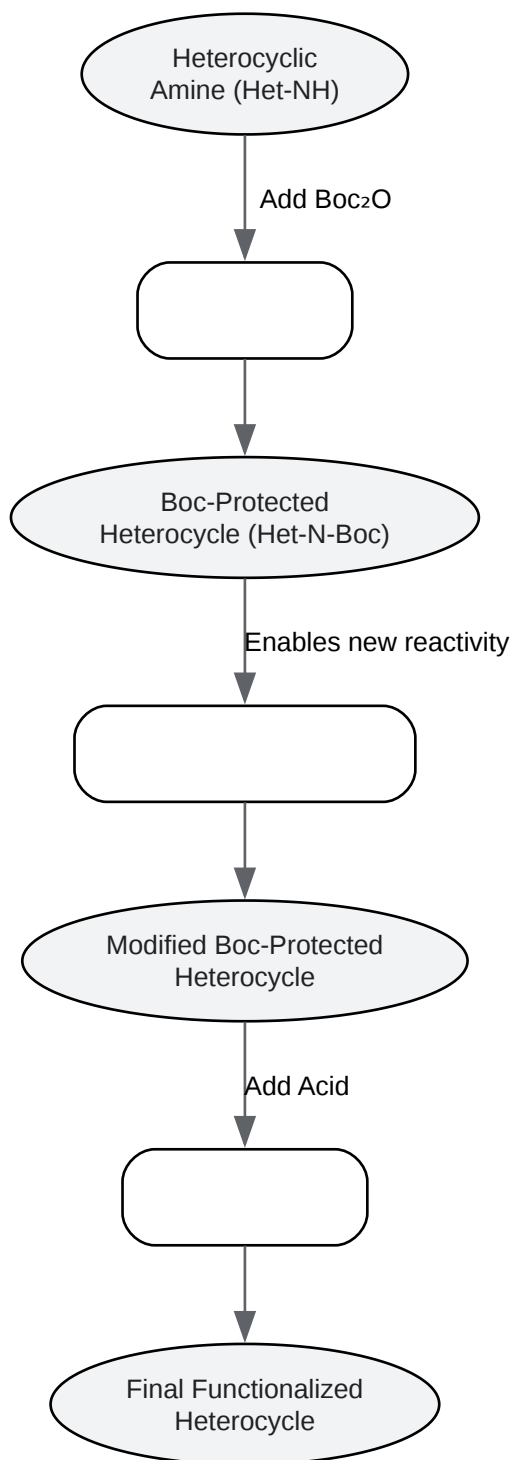 Heterocyclic
Amine (Het-NH)
Add Boc₂O
Boc-Protected
Heterocycle (Het-N-Boc)
Enables new reactivity
Modified Boc-Protected
Heterocycle
Add Acid
Final Functionalized
Heterocycle